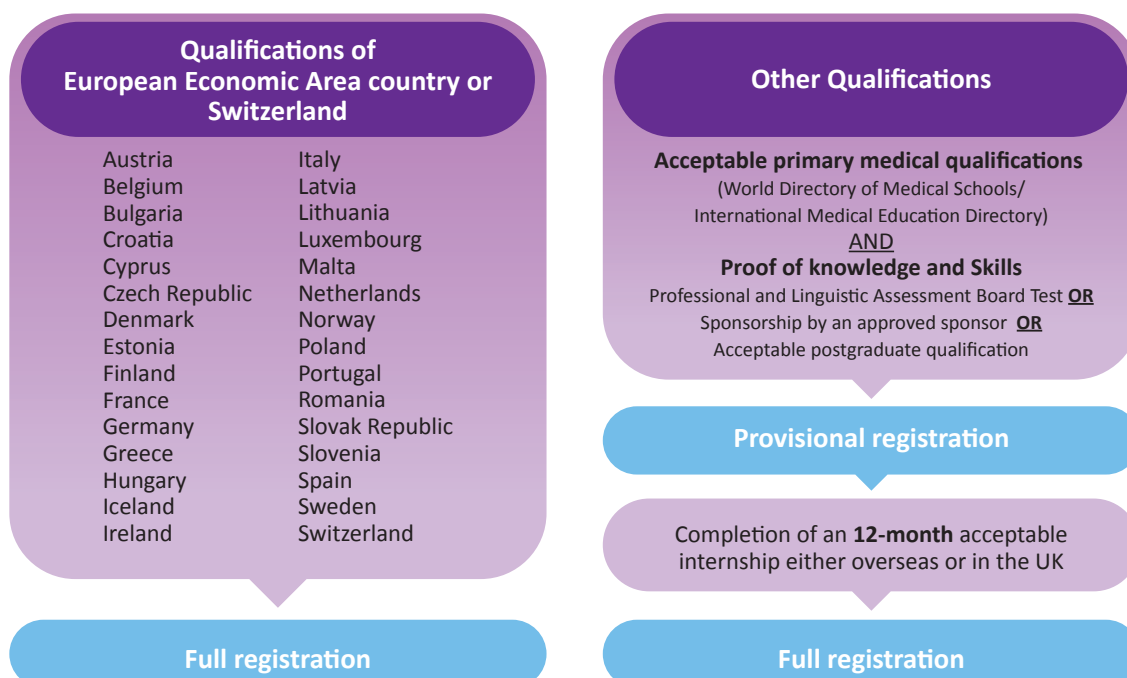 Qualifications of
European Economic Area country or
Switzerland
Austria
Belgium
Bulgaria
Croatia
Cyprus
Czech Republic
Denmark
Estonia
Finland
France
Germany
Greece
Hungary
Iceland
Ireland
Italy
Latvia
Lithuania
Luxembourg
Malta
Netherlands
Norway
Poland
Portugal
Romania
Slovak Republic
Slovenia
Spain
Sweden
Switzerland
Full registration
Other Qualifications
Acceptable primary medical qualifications
(World Directory of Medical Schools/
International Medical Education Directory)
AND
Proof of knowledge and Skills
Professional and Linguistic Assessment Board Test OR
Sponsorship by an approved sponsor OR
Acceptable postgraduate qualification
Provisional registration
Completion of an 12-month acceptable
internship either overseas or in the UK
Full registration